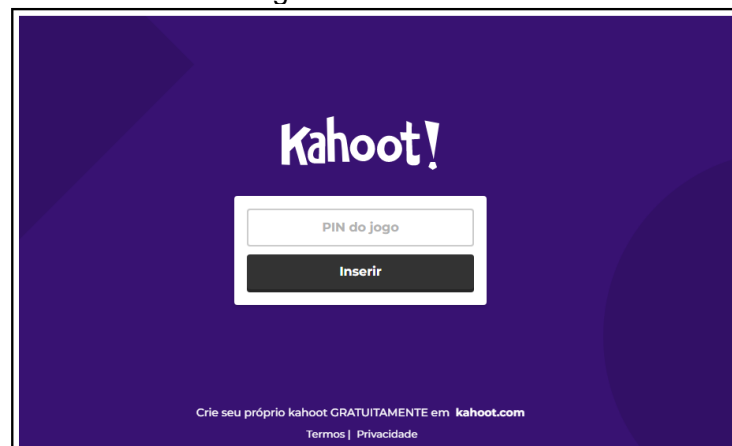 Kahoot!
PIN do jogo
Inserir
Crie seu próprio kahoot GRATUITAMENTE em kahoot.com
Termos | Privacidade